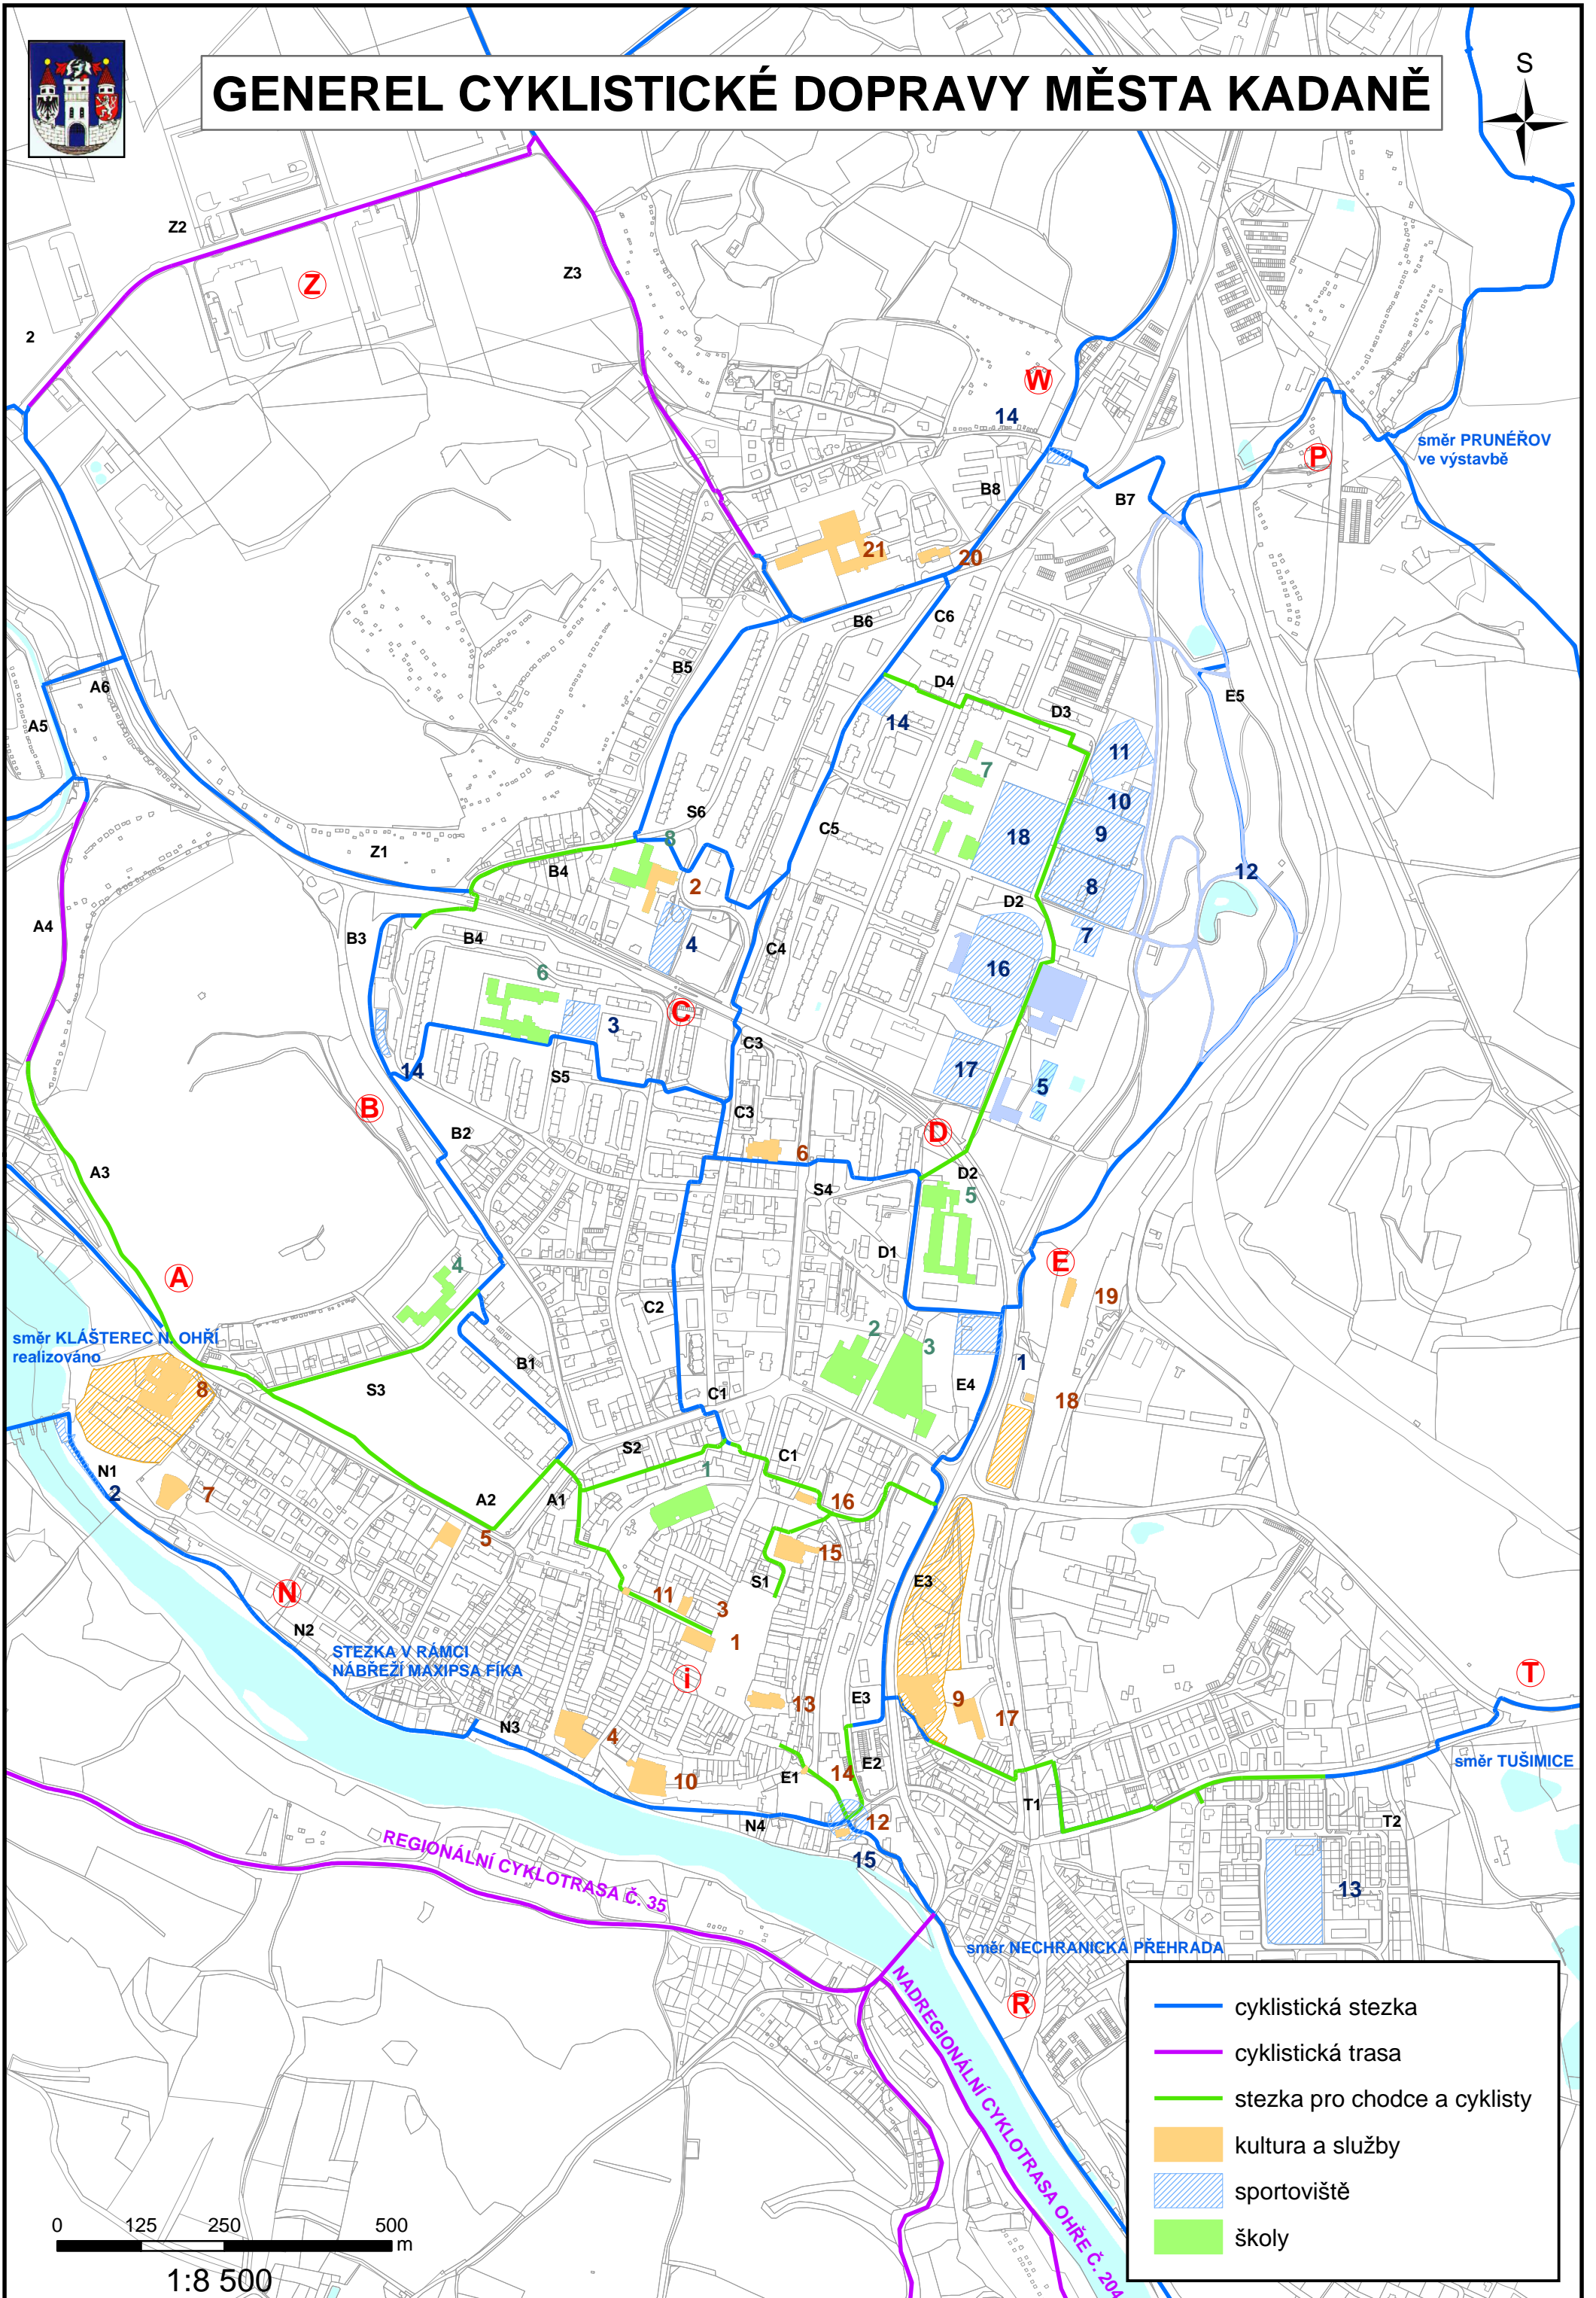 GENEREL CYKLISTICKÉ DOPRAVY MĚSTA KADANĚ
S
Z2
Z
Z3
2
W
14
směr PRUNÉŘOV
ve výstavbě
P
B8
B7
21
20
B6
C6
B5
A6
D4
E5
A5
D3
14
11
7
10
S6
C5
18
9
8
Z1
B4
12
2
8
D2
A4
B3
B4
4
C4
7
16
6
C
3
C3
14
S5
17
5
B
C3
D
B2
6
A3
D2
S4
5
D1
E
4
A
19
C2
2
3
směr KLÁŠTEREC N. OHŘÍ
realizováno
1
B1
8
S3
E4
C1
18
S2
C1
N1
1
2
7
A2
A1
16
5
15
S1
E3
N
11
3
N2
1
STEZKA V RÁMCI
NÁBŘEŽÍ MAXIPSA FÍKA
i
T
13
E3
9
17
N3
4
směr TUŠIMICE
E2
14
10
E1
T1
T2
N4
12
REGIONÁLNÍ CYKLOTRASA Č. 35
15
13
směr NECHRANICKÁ PŘEHRADA
R
NADREGIONÁLNÍ CYKLOTRASA OHŘE Č. 204
cyklistická stezka
cyklistická trasa
stezka pro chodce a cyklisty
kultura a služby
sportoviště
školy
0 125 250 500
m
1:8 500